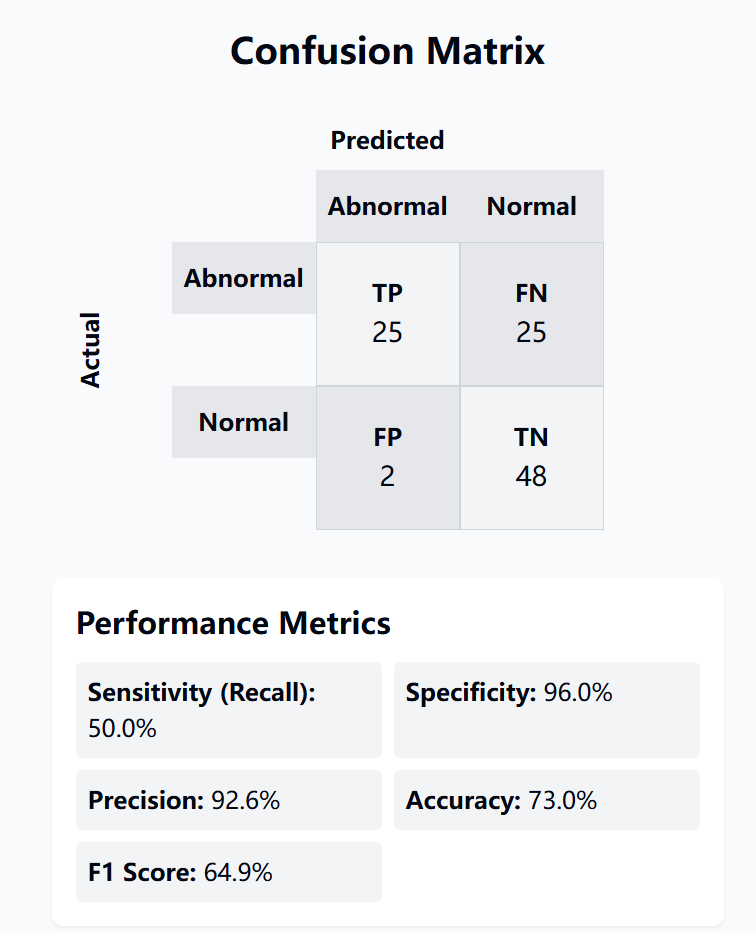 Confusion Matrix
Predicted
Abnormal Normal
Actual
Abnormal
TP FN
25 25
Normal
FP TN
2 48
Performance Metrics
Sensitivity (Recall):
50.0%
Specificity: 96.0%
Precision: 92.6%
Accuracy: 73.0%
F1 Score: 64.9%